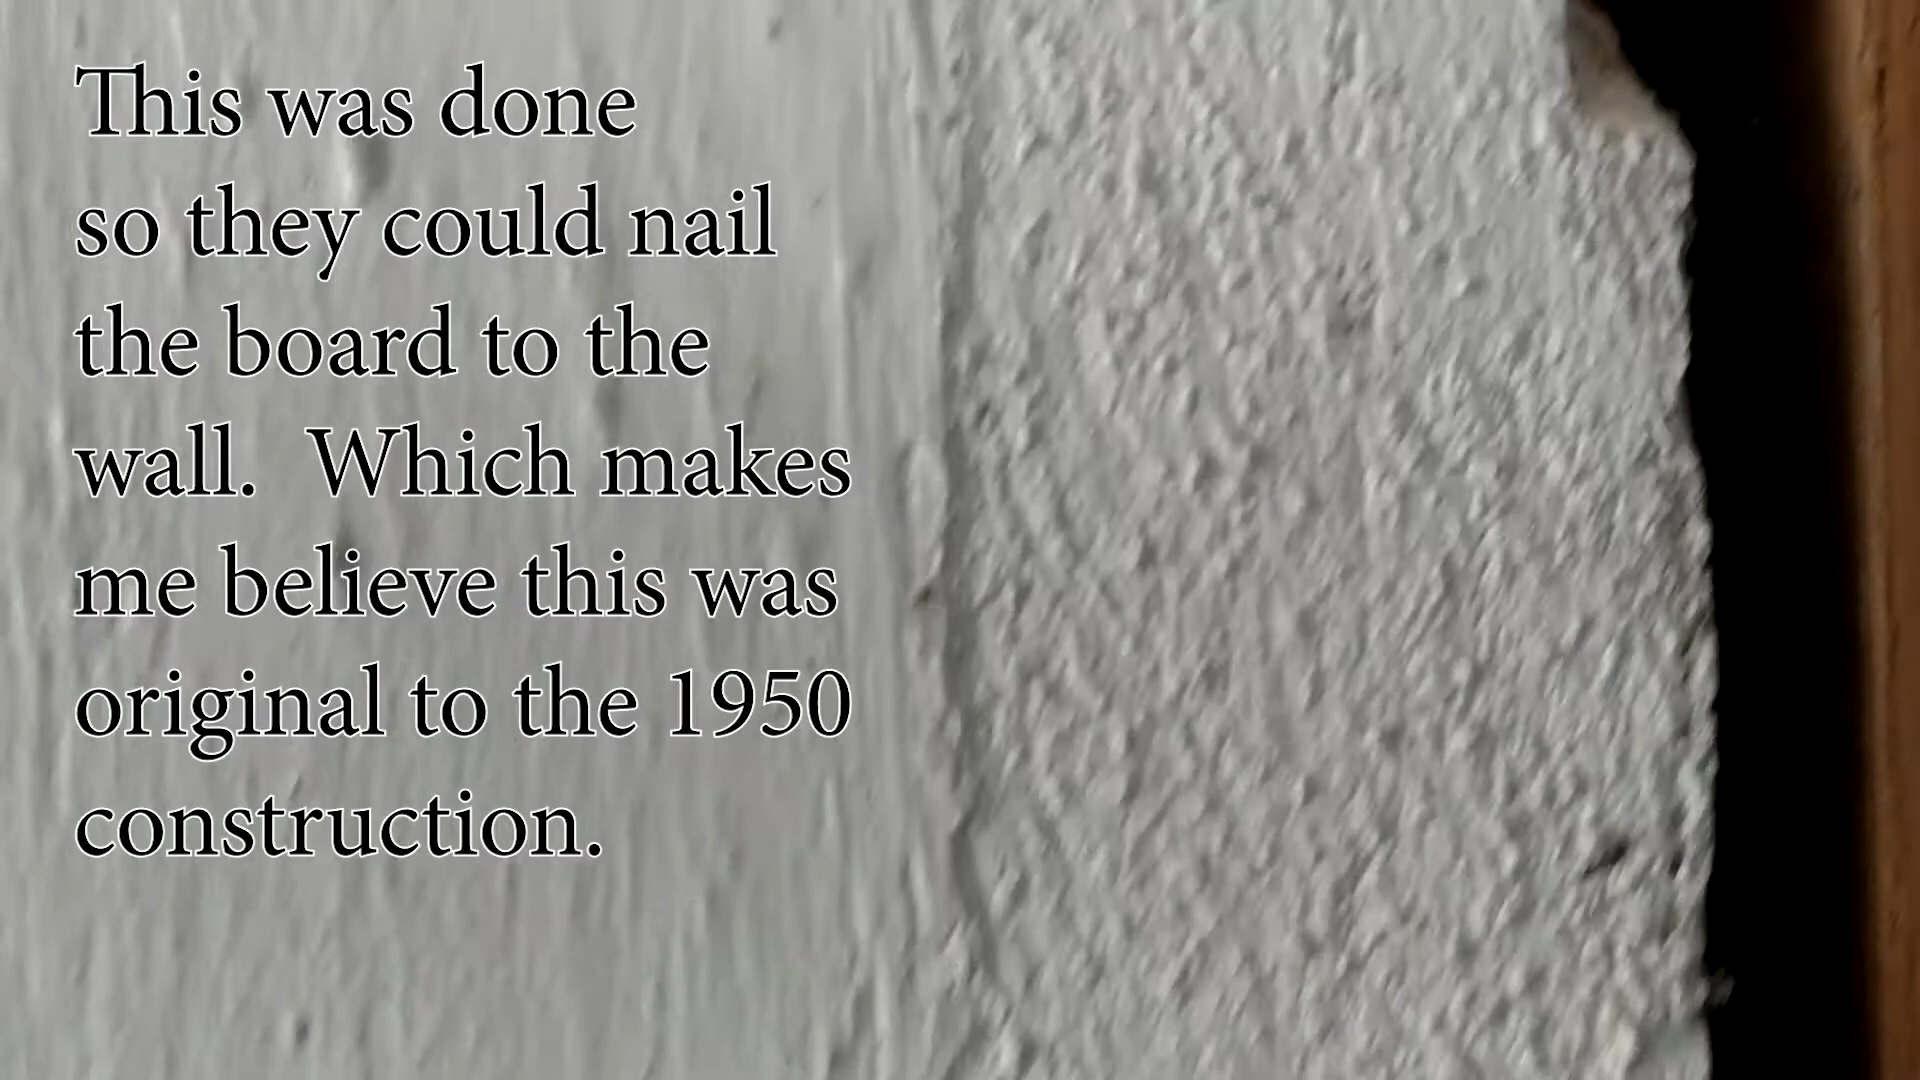 This was done
so they could nail
the board to the
wall.  Which makes
me believe this was
original to the 1950
construction.